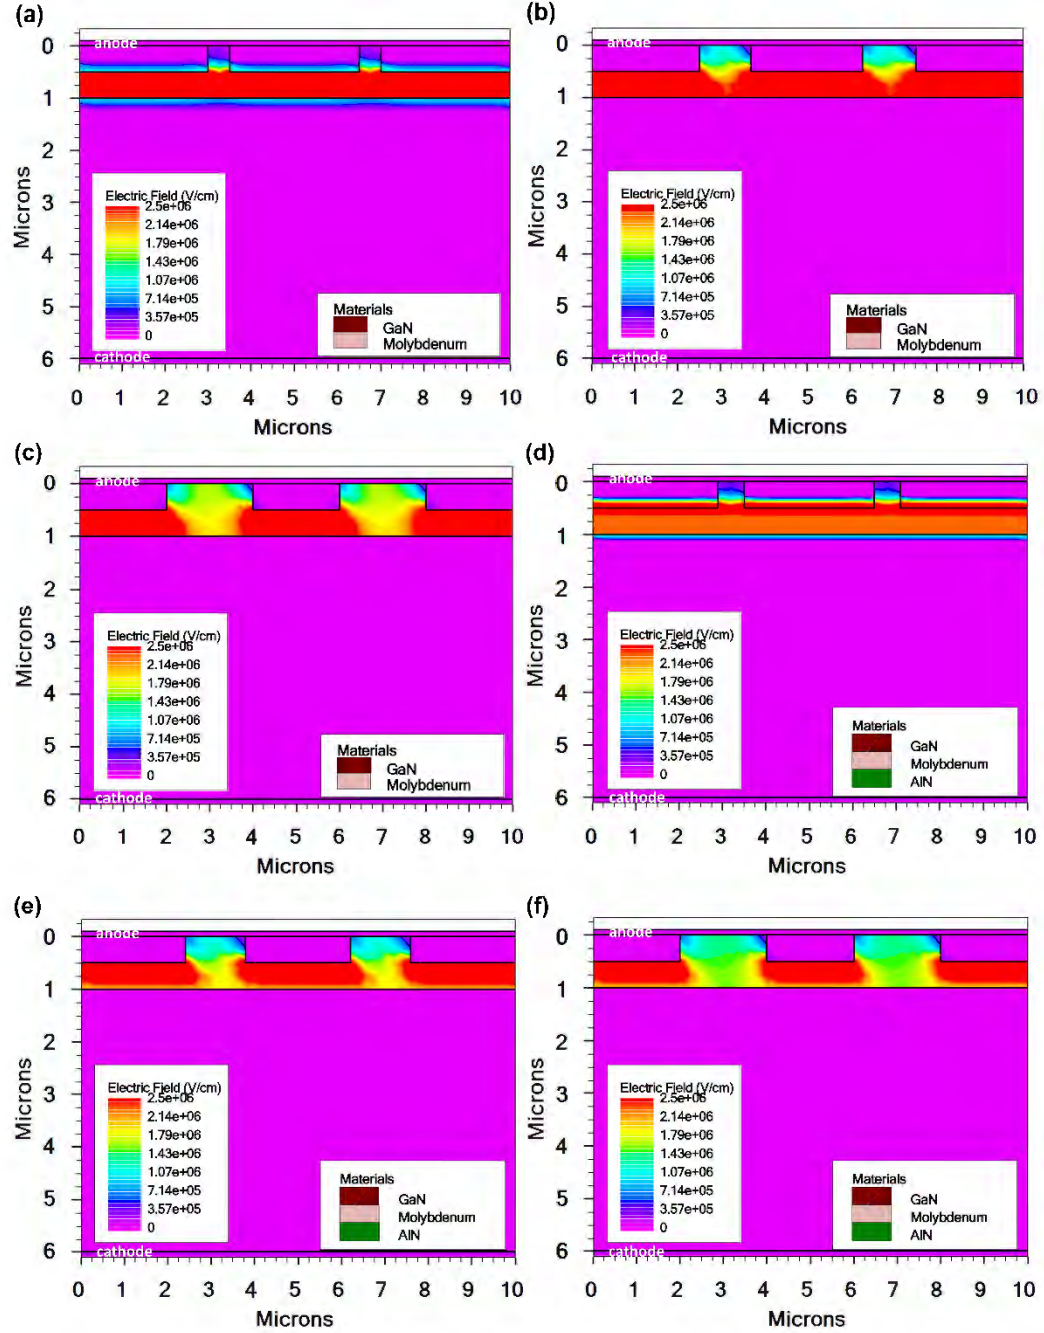 (a)
anode
0
1
2
3
4
5
6
Microns
Electric Field (V/cm)
2.5e+06
2.14e+06
1.79e+06
1.43e+06
1.07e+06
7.14e+05
3.57e+05
0
Materials
GaN
Molybdenum
cathode
0 1 2 3 4 5 6 7 8 9 10
Microns
(b)
anode
0
1
2
3
4
5
6
Microns
Electric Field (V/cm)
2.5e+06
2.14e+06
1.79e+06
1.43e+06
1.07e+06
7.14e+05
3.57e+05
0
Materials
GaN
Molybdenum
cathode
0 1 2 3 4 5 6 7 8 9 10
Microns
(c)
anode
0
1
2
3
4
5
6
Microns
Electric Field (V/cm)
2.5e+06
2.14e+06
1.79e+06
1.43e+06
1.07e+06
7.14e+05
3.57e+05
0
Materials
GaN
Molybdenum
cathode
0 1 2 3 4 5 6 7 8 9 10
Microns
(d)
anode
0
1
2
3
4
5
6
Microns
Electric Field (V/cm)
2.5e+06
2.14e+06
1.79e+06
1.43e+06
1.07e+06
7.14e+05
3.57e+05
0
Materials
GaN
Molybdenum
AlN
cathode
0 1 2 3 4 5 6 7 8 9 10
Microns
(e)
anode
0
1
2
3
4
5
6
Microns
Electric Field (V/cm)
2.5e+06
2.14e+06
1.79e+06
1.43e+06
1.07e+06
7.14e+05
3.57e+05
0
Materials
GaN
Molybdenum
AlN
cathode
0 1 2 3 4 5 6 7 8 9 10
Microns
(f)
anode
0
1
2
3
4
5
6
Microns
Electric Field (V/cm)
2.5e+06
2.14e+06
1.79e+06
1.43e+06
1.07e+06
7.14e+05
3.57e+05
0
Materials
GaN
Molybdenum
AlN
cathode
0 1 2 3 4 5 6 7 8 9 10
Microns